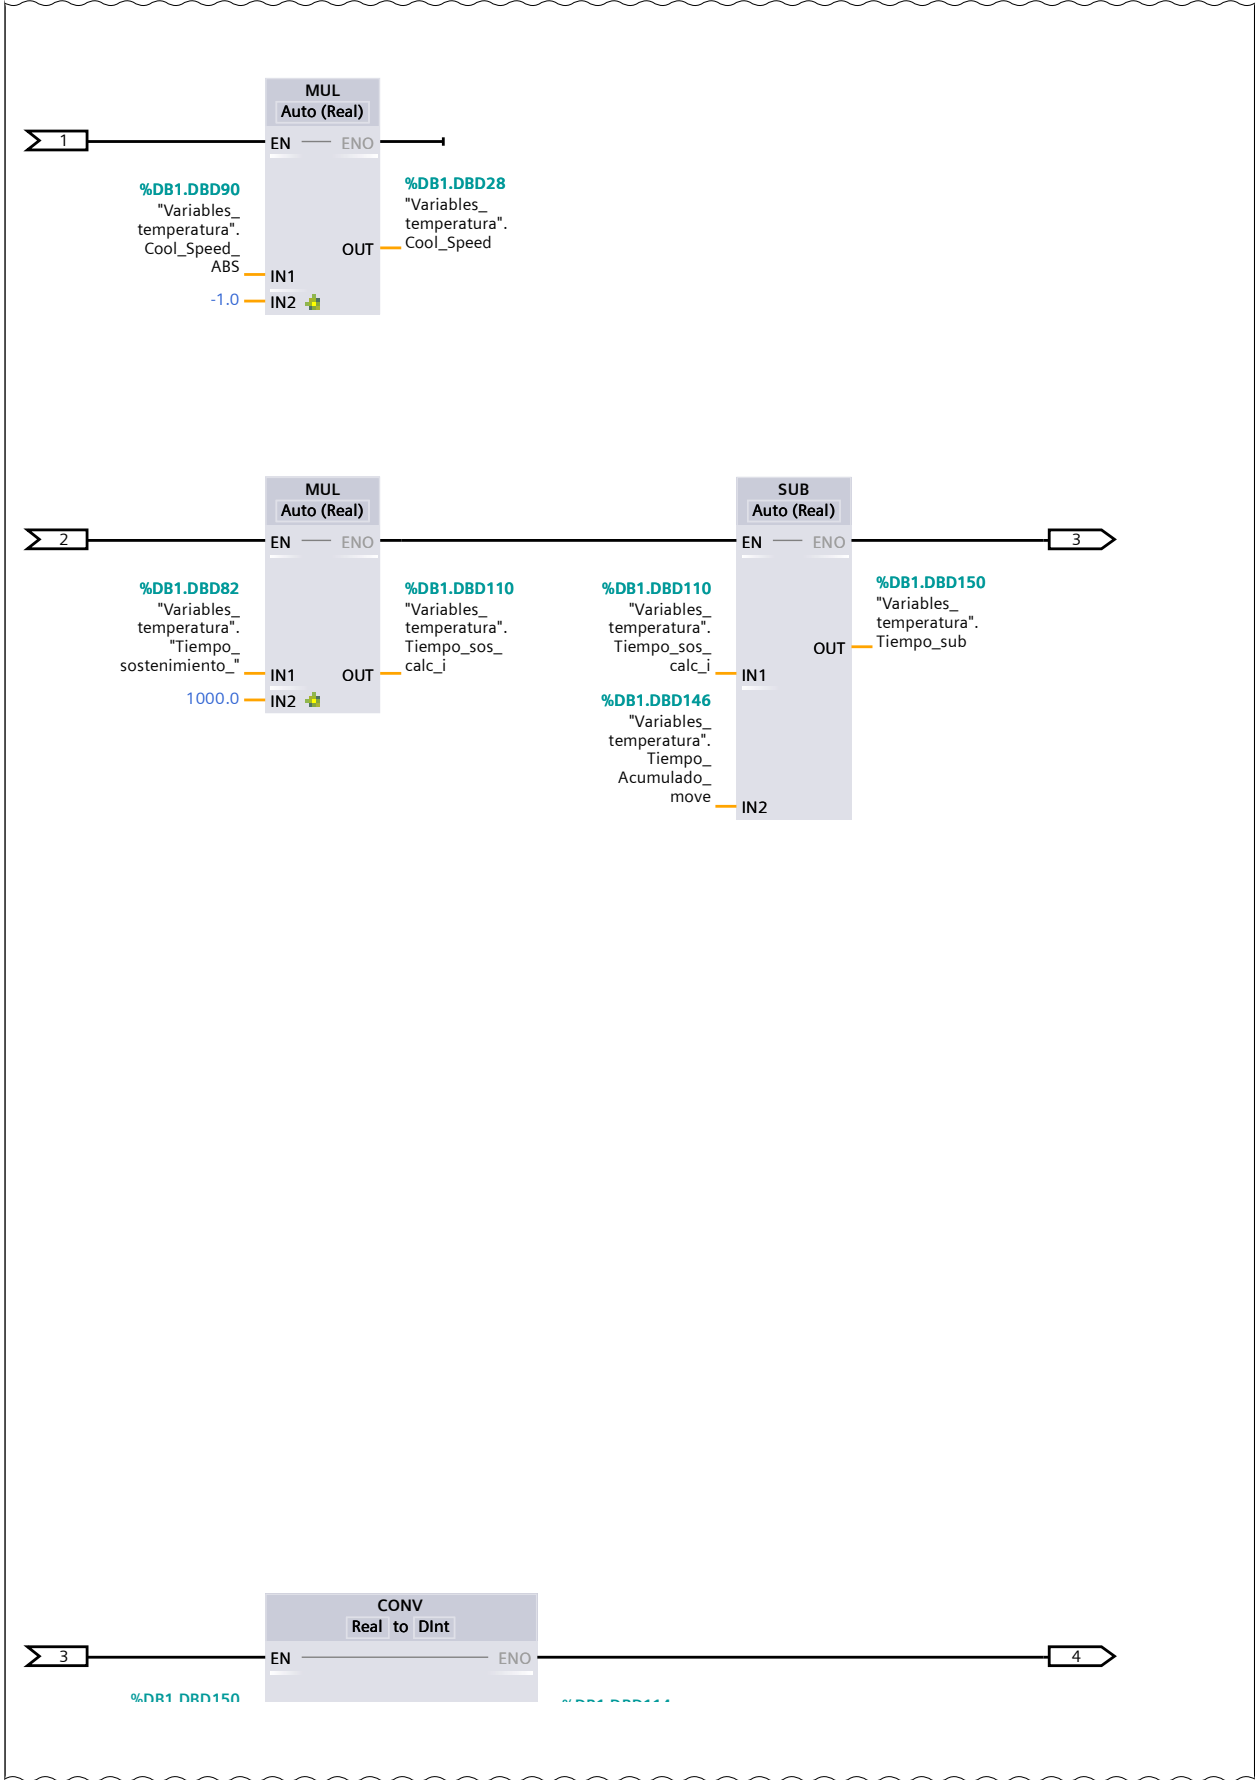 MUL
Auto (Real)
1
EN
ENO
%DB1.DBD90
"Variables_
temperatura".
Cool_Speed_
ABS
IN1
-1.0
IN2
OUT
%DB1.DBD28
"Variables_
temperatura".
Cool_Speed
MUL
Auto (Real)
2
EN
ENO
%DB1.DBD82
"Variables_
temperatura".
"Tiempo_
sostenimiento_"
IN1
1000.0
IN2
OUT
%DB1.DBD110
"Variables_
temperatura".
Tiempo_sos_
calc_i
SUB
Auto (Real)
EN
ENO
3
%DB1.DBD110
"Variables_
temperatura".
Tiempo_sos_
calc_i
IN1
%DB1.DBD146
"Variables_
temperatura".
Tiempo_
Acumulado_
move
IN2
OUT
%DB1.DBD150
"Variables_
temperatura".
Tiempo_sub
CONV
Real to DInt
3
EN
ENO
4
%DB1.DBD150